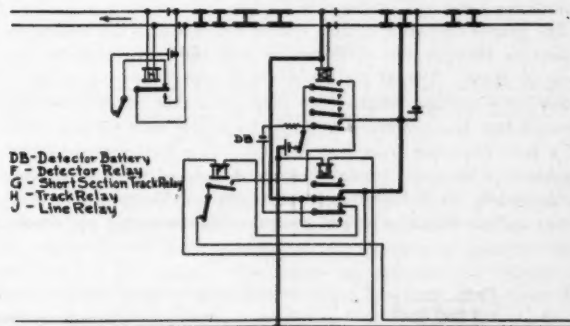 DB
DB-Detector Battery
F - Detector Relay
G - Short Section Track Relay
H - Track Relay
J - Line Relay